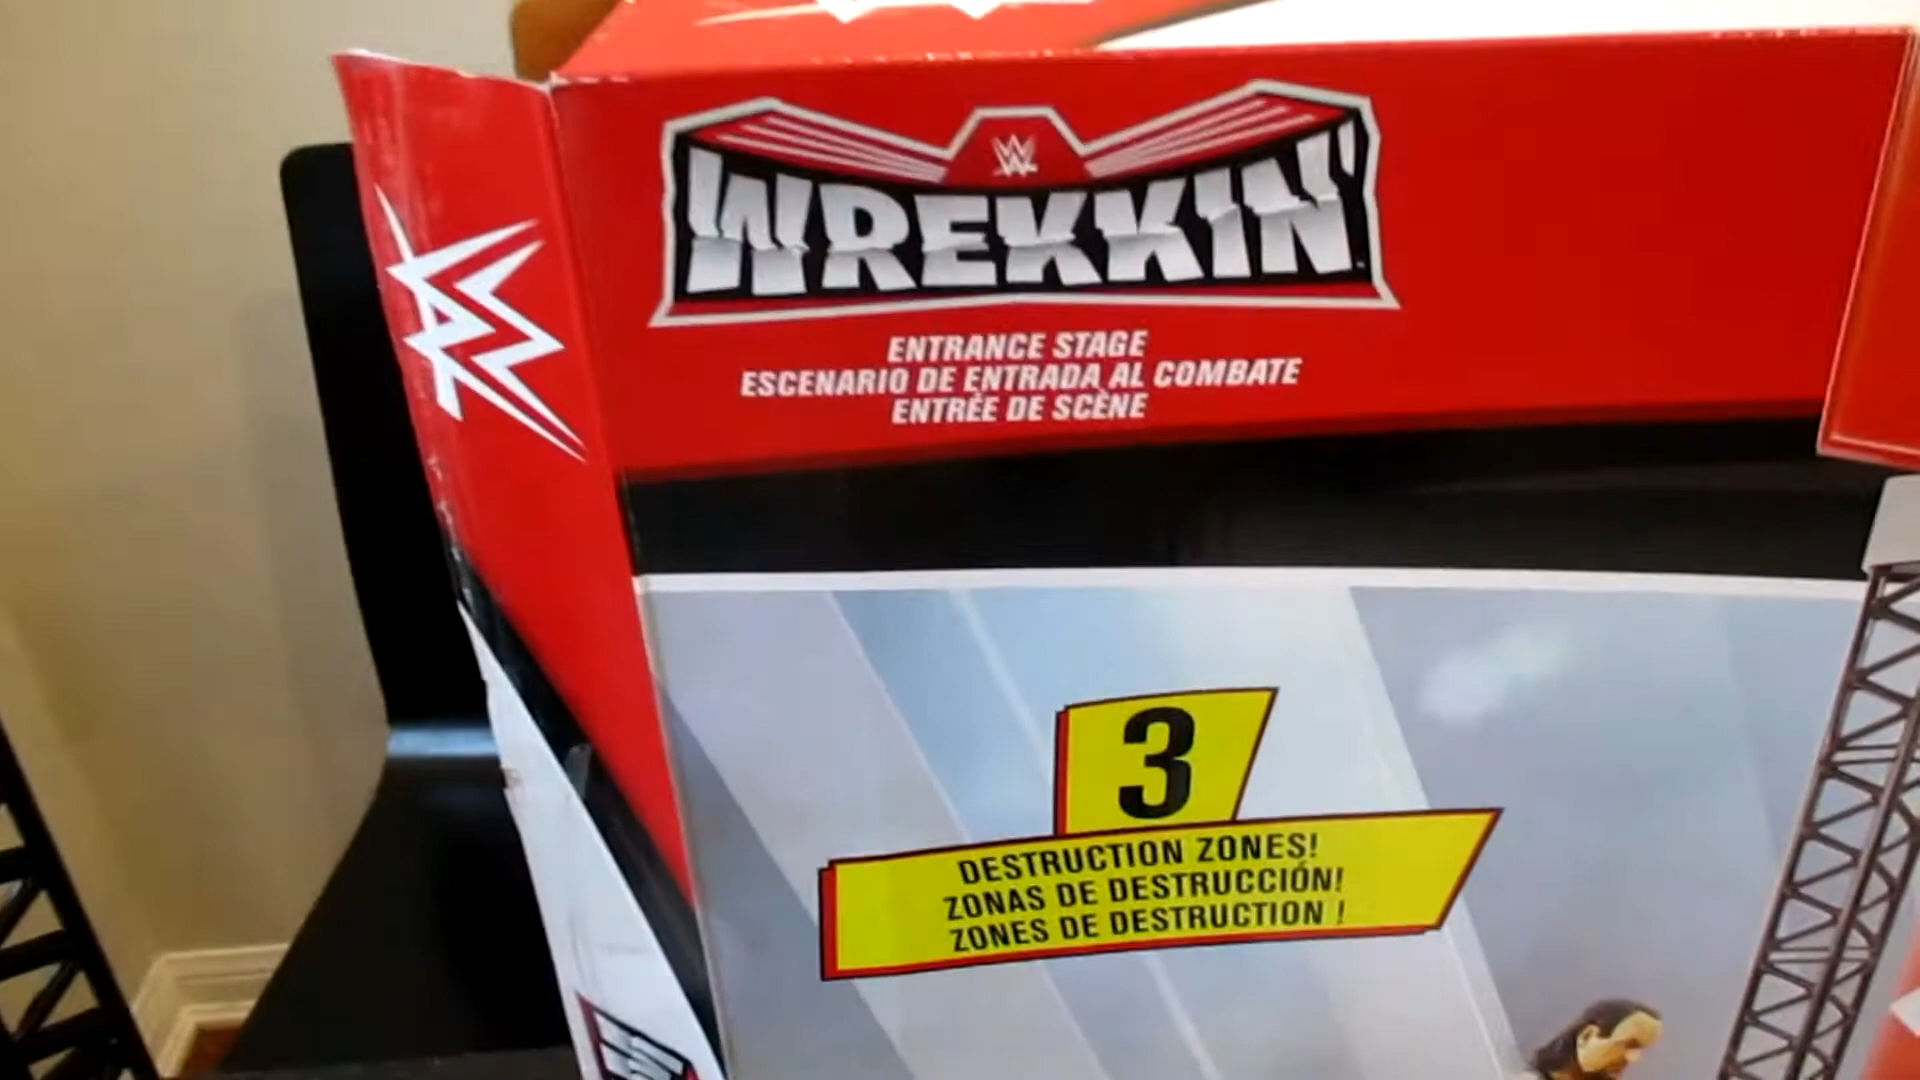 WREKKIN'
ENTRANCE STAGE
ESCENARIO DE ENTRADA AL COMBATE
ENTRÉE DE SCÈNE
3
DESTRUCTION ZONES!
ZONAS DE DESTRUCCIÓN!
ZONES DE DESTRUCTION !